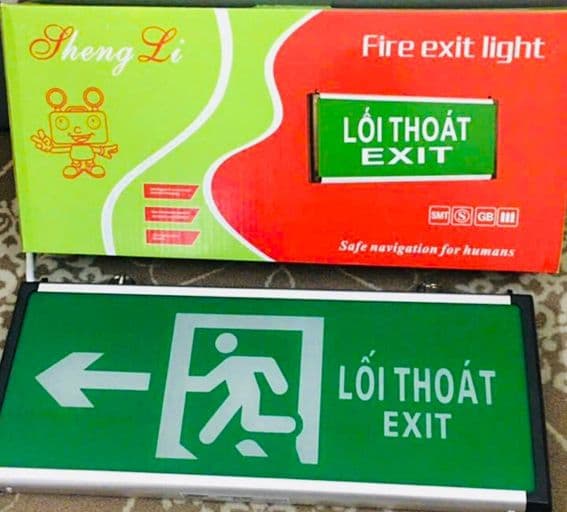 Sheng Li
Fire exit light
LỐI THOÁT
EXIT
SMT S GB
Safe navigation for humans
LỐI THOÁT
EXIT